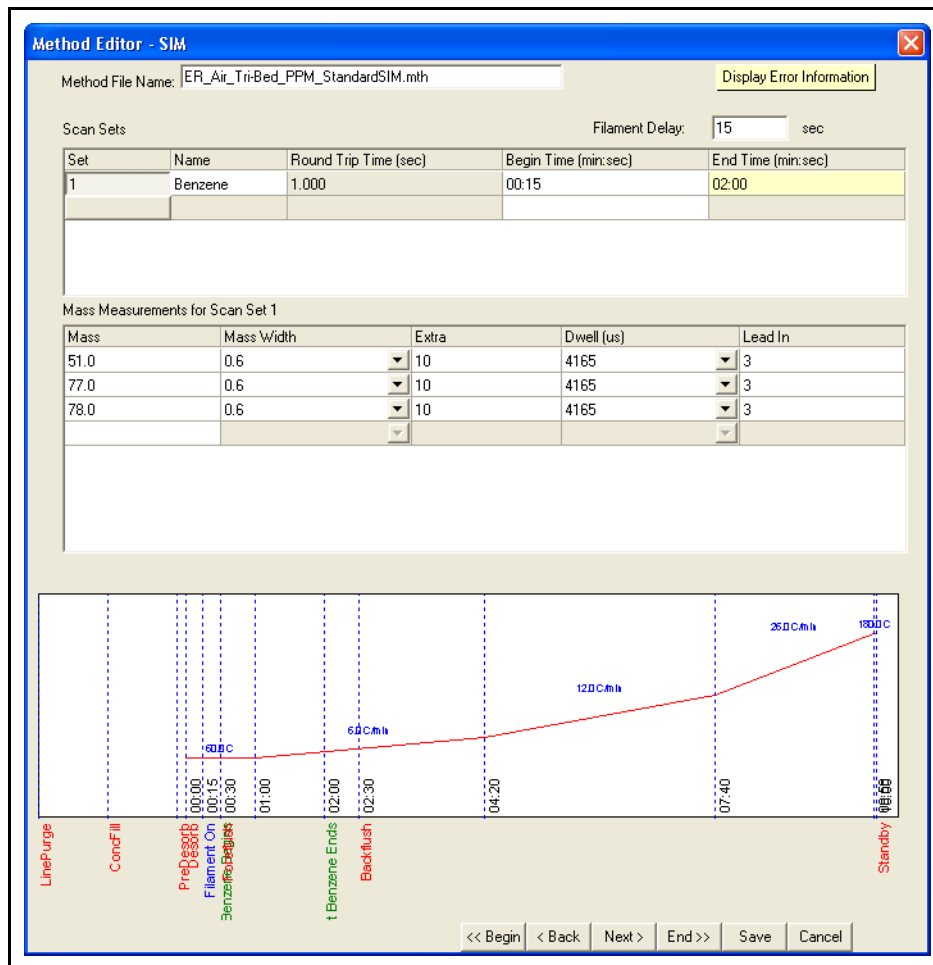 Method Editor - SIM
Method File Name: ER_Air_Tri-Bed_PPM_StandardSIM.mth
Display Error Information
Scan Sets
Filament Delay: 15 sec
Set Name Round Trip Time (sec) Begin Time (min:sec) End Time (min:sec)
1 Benzene 1.000 00:15 02:00
Mass Measurements for Scan Set 1
Mass Mass Width Extra Dwell (us) Lead In
51.0 0.6 10 4165 3
77.0 0.6 10 4165 3
78.0 0.6 10 4165 3
60.0 C
6.0 C/min
12.0 C/min
26.0 C/min
180.0 C
00:00
00:15
00:30
01:00
02:00
02:30
04:20
07:40
LinePurge
ConcFill
PreDesorb
Desorb
Filament On
Benzene Begins
t Benzene Ends
Backflush
Standby
<< Begin
< Back
Next >
End >>
Save
Cancel